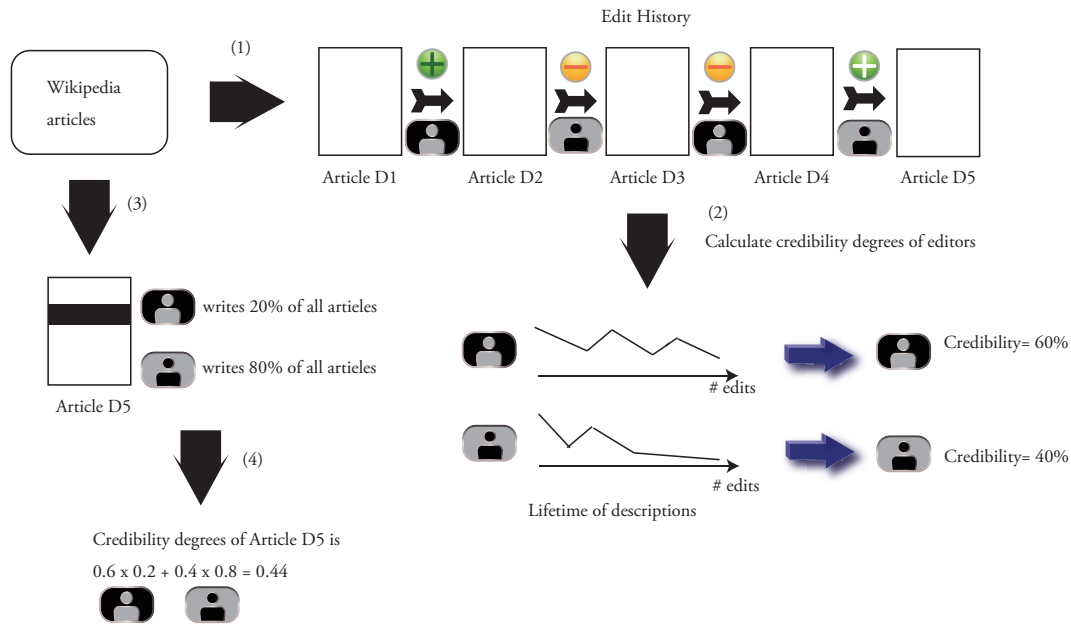 Edit History
(1)
Wikipedia
articles
Article D1
Article D2
Article D3
Article D4
Article D5
(3)
(2)
Calculate credibility degrees of editors
writes 20% of all artieles
writes 80% of all artieles
Article D5
Credibility= 60%
# edits
Credibility= 40%
# edits
Lifetime of descriptions
(4)
Credibility degrees of Article D5 is
0.6 x 0.2 + 0.4 x 0.8 = 0.44